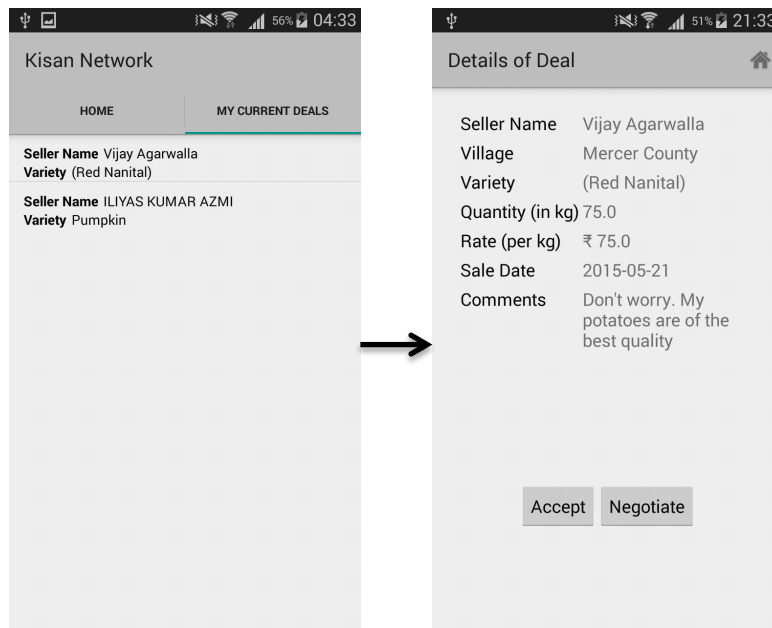 56% 04:33
Kisan Network
HOME MY CURRENT DEALS
Seller Name Vijay Agarwalla
Variety (Red Nanital)
Seller Name ILIYAS KUMAR AZMI
Variety Pumpkin
51% 21:33
Details of Deal
Seller Name Vijay Agarwalla
Village Mercer County
Variety (Red Nanital)
Quantity (in kg) 75.0
Rate (per kg) ₹ 75.0
Sale Date 2015-05-21
Comments Don't worry. My
potatoes are of the
best quality
Accept Negotiate